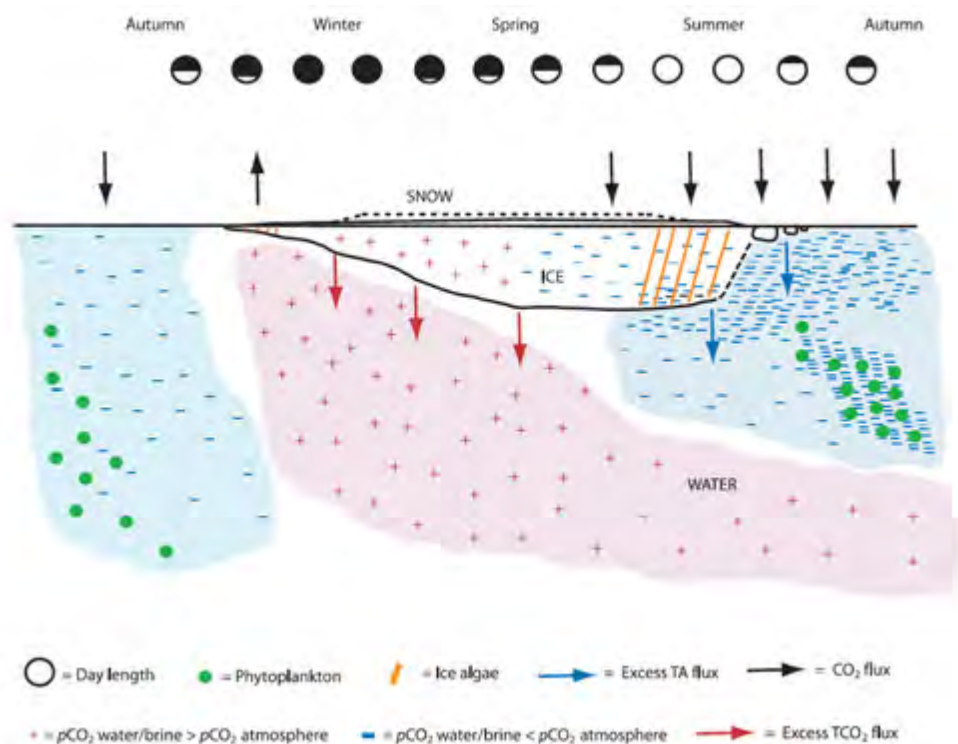 Autumn Winter Spring Summer Autumn
SNOW
ICE
WATER
= Day length = Phytoplankton = Ice algae = Excess TA flux = CO₂ flux
+ = pCO₂ water/brine > pCO₂ atmosphere - = pCO₂ water/brine < pCO₂ atmosphere = Excess TCO₂ flux